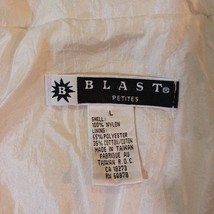 B BLAST®
PETITES
L
SHELL:
100% NYLON
LINING:
65% POLYESTER
35% COTTON/COTON
MADE IN TAIWAN
FABRIQUE AU
TAIWAN R.O.C
CA 16273
RN 55878